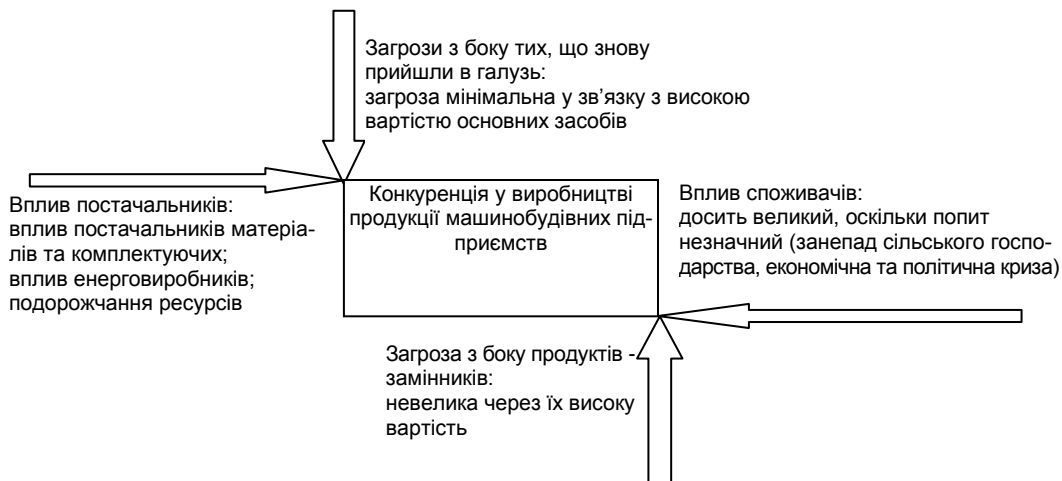 Загрози з боку тих, що знову
прийшли в галузь:
загроза мінімальна у зв’язку з високою
вартістю основних засобів
Вплив постачальників:
вплив постачальників матеріа-
лів та комплектуючих;
вплив енерговиробників;
подорожчання ресурсів
Конкуренція у виробництві
продукції машинобудівних під-
приємств
Вплив споживачів:
досить великий, оскільки попит
незначний (занепад сільського госпо-
дарства, економічна та політична криза)
Загроза з боку продуктів -
замінників:
невелика через їх високу
вартість